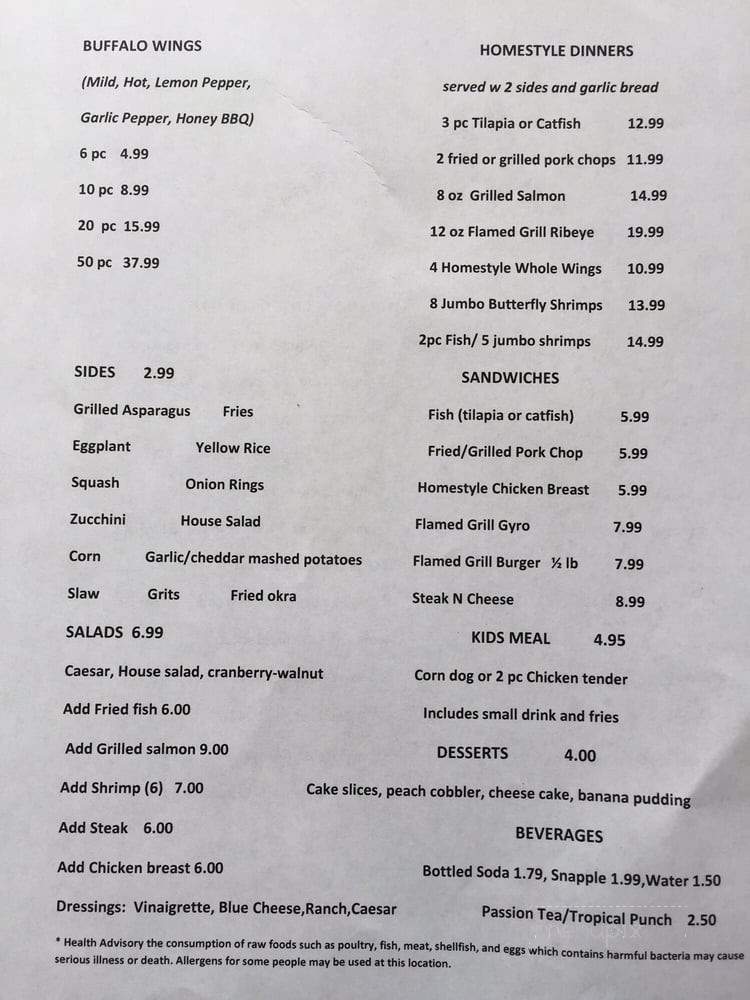 BUFFALO WINGS
(Mild, Hot, Lemon Pepper,
Garlic Pepper, Honey BBQ)
6 pc 4.99
10 pc 8.99
20 pc 15.99
50 pc 37.99
SIDES 2.99
Grilled Asparagus Fries
Eggplant Yellow Rice
Squash Onion Rings
Zucchini House Salad
Corn Garlic/cheddar mashed potatoes
Slaw Grits Fried okra
SALADS 6.99
Caesar, House salad, cranberry-walnut
Add Fried fish 6.00
Add Grilled salmon 9.00
Add Shrimp (6) 7.00
Add Steak 6.00
Add Chicken breast 6.00
Dressings: Vinaigrette, Blue Cheese,Ranch,Caesar
HOMESTYLE DINNERS
served w 2 sides and garlic bread
3 pc Tilapia or Catfish 12.99
2 fried or grilled pork chops 11.99
8 oz Grilled Salmon 14.99
12 oz Flamed Grill Ribeye 19.99
4 Homestyle Whole Wings 10.99
8 Jumbo Butterfly Shrimps 13.99
2pc Fish/ 5 jumbo shrimps 14.99
SANDWICHES
Fish (tilapia or catfish) 5.99
Fried/Grilled Pork Chop 5.99
Homestyle Chicken Breast 5.99
Flamed Grill Gyro 7.99
Flamed Grill Burger ½ lb 7.99
Steak N Cheese 8.99
KIDS MEAL 4.95
Corn dog or 2 pc Chicken tender
Includes small drink and fries
DESSERTS 4.00
Cake slices, peach cobbler, cheese cake, banana pudding
BEVERAGES
Bottled Soda 1.79, Snapple 1.99,Water 1.50
Passion Tea/Tropical Punch 2.50
* Health Advisory the consumption of raw foods such as poultry, fish, meat, shellfish, and eggs which contains harmful bacteria may cause
serious illness or death. Allergens for some people may be used at this location.